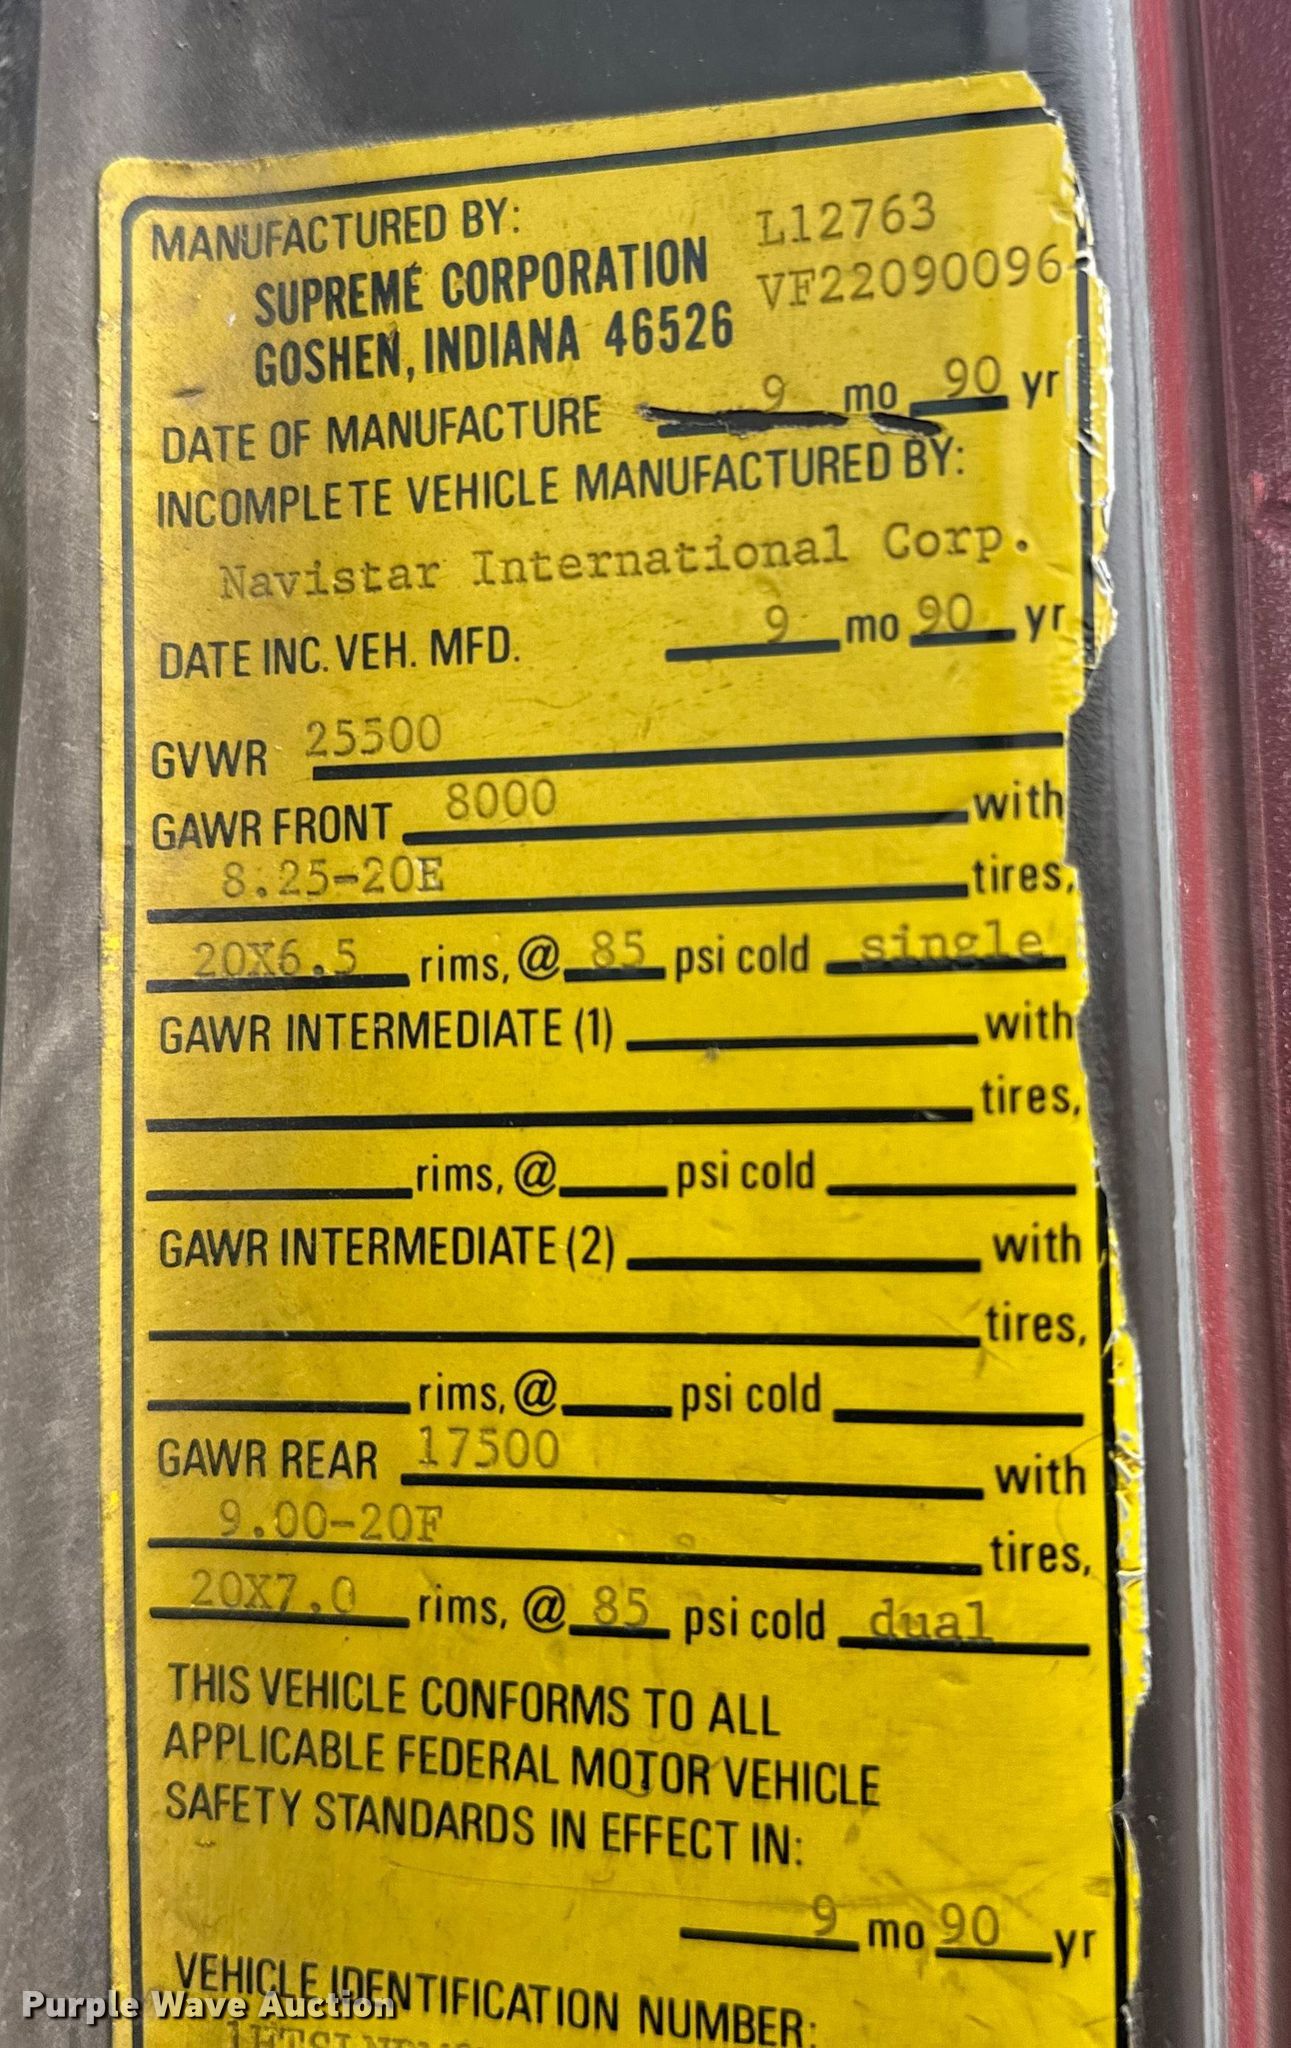 MANUFACTURED BY: L12763
SUPREME CORPORATION VF22090096
GOSHEN, INDIANA 46526
DATE OF MANUFACTURE 9 mo 90 yr
INCOMPLETE VEHICLE MANUFACTURED BY:
Navistar International Corp.
DATE INC. VEH. MFD. 9 mo 90 yr
GVWR 25500
GAWR FRONT 8000 with
8.25-20E tires,
20X6.5 rims, @ 85 psi cold single
GAWR INTERMEDIATE (1) with
tires,
rims, @ psi cold
GAWR INTERMEDIATE (2) with
tires,
rims, @ psi cold
GAWR REAR 17500 with
9.00-20F tires,
20X7.0 rims, @ 85 psi cold dual
THIS VEHICLE CONFORMS TO ALL
APPLICABLE FEDERAL MOTOR VEHICLE
SAFETY STANDARDS IN EFFECT IN:
9 mo 90 yr
VEHICLE IDENTIFICATION NUMBER:
Purple Wave Auction